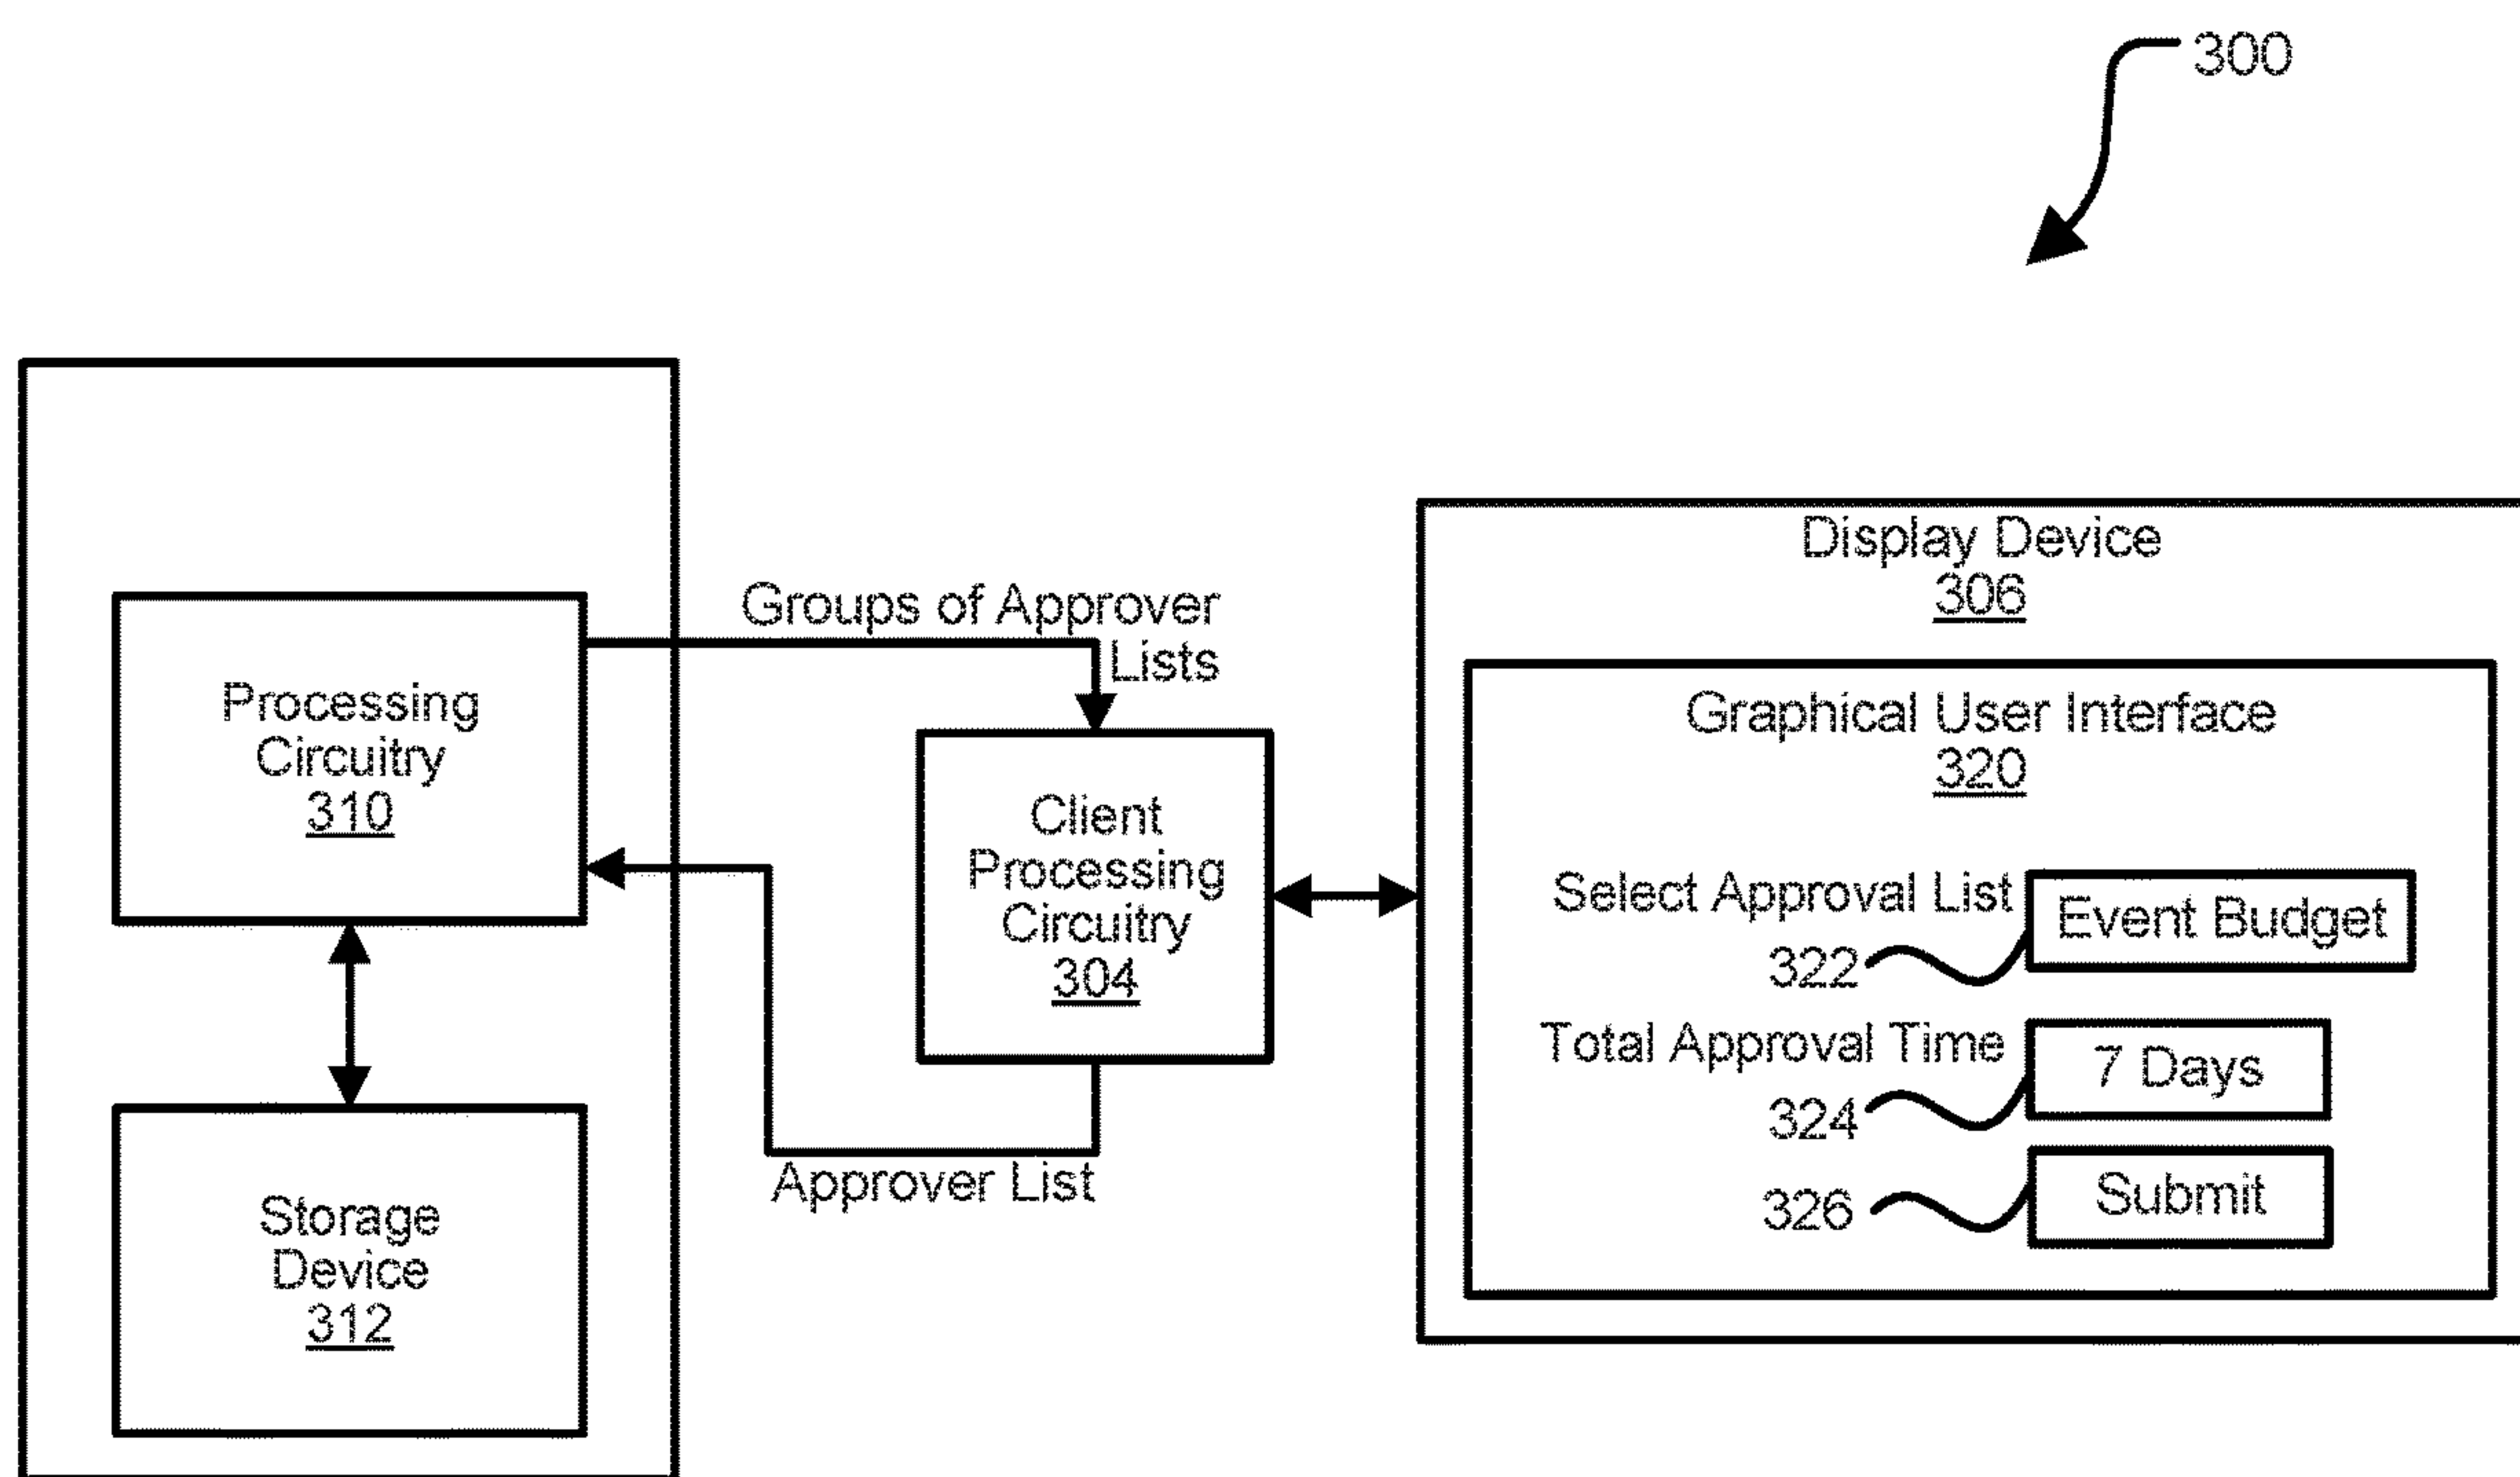 300
Processing
Circuitry
310
Storage
Device
312
Groups of Approver
Lists
Client
Processing
Circuitry
304
Approver List
Display Device
306
Graphical User Interface
320
Select Approval List
Event Budget
322
Total Approval Time
7 Days
324
Submit
326